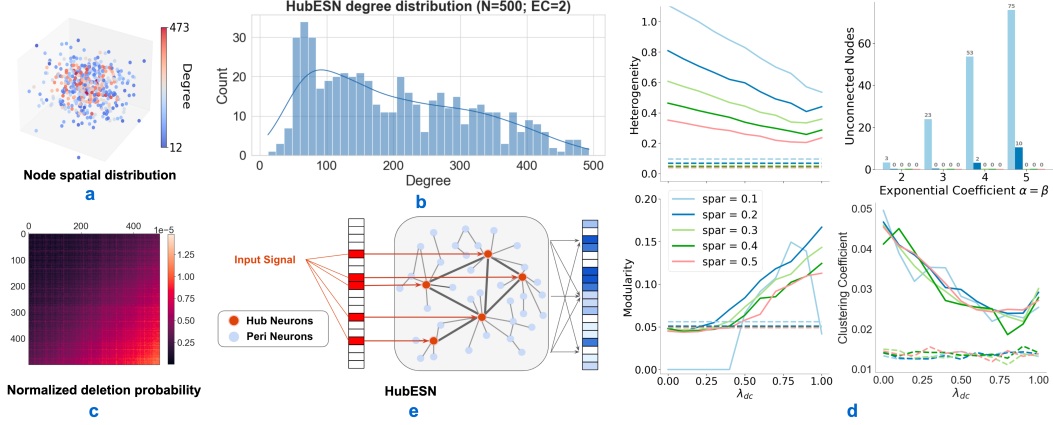 473
Degree
12
Node spatial distribution
a
HubESN degree distribution (N=500; EC=2)
Count
30
20
10
0
0
100
200
300
400
500
Degree
b
0
200
400
1e−5
100
200
300
400
1.25
1.00
0.75
0.50
0.25
Normalized deletion probability
c
Input Signal
Hub Neurons
Peri Neurons
HubESN
e
Heterogeneity
1.0
0.8
0.6
0.4
0.2
0.0
Unconnected Nodes
60
40
20
0
3
0
0
0
23
0
0
0
53
2
0
0
75
10
0
0
2
3
4
5
Exponential Coefficient α = β
Modularity
0.20
0.15
0.10
0.05
0.00
spar = 0.1
spar = 0.2
spar = 0.3
spar = 0.4
spar = 0.5
0.00
0.25
0.50
0.75
1.00
λdc
Clustering Coefficient
0.05
0.04
0.03
0.02
0.01
0.00
0.25
0.50
0.75
1.00
λdc
d